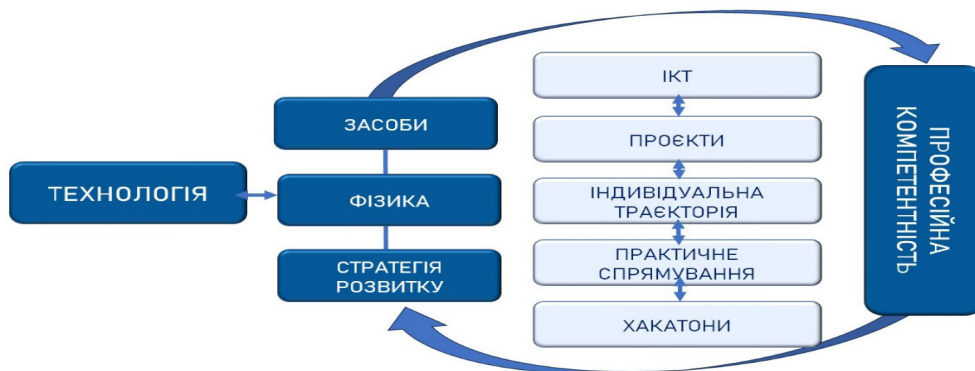 ТЕХНОЛОГІЯ
ЗАСОБИ
ФІЗИКА
СТРАТЕГІЯ
РОЗВИТКУ
ІКТ
ПРОЄКТИ
ІНДИВІДУАЛЬНА
ТРАЄКТОРІЯ
ПРАКТИЧНЕ
СПРЯМУВАННЯ
ХАКАТОНИ
ПРОФЕСІЙНА
КОМПЕТЕНТНІСТЬ